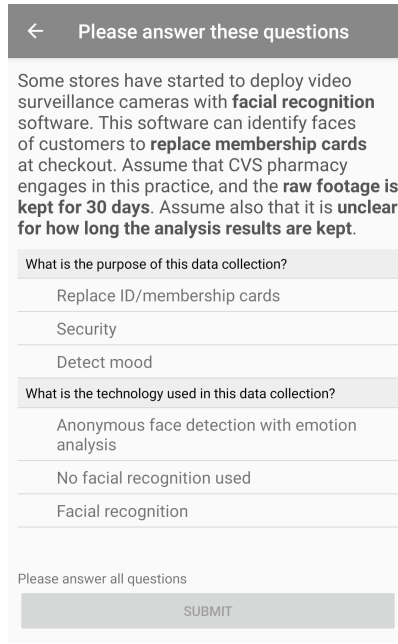 Please answer these questions
Some stores have started to deploy video
surveillance cameras with facial recognition
software. This software can identify faces
of customers to replace membership cards
at checkout. Assume that CVS pharmacy
engages in this practice, and the raw footage is
kept for 30 days. Assume also that it is unclear
for how long the analysis results are kept.
What is the purpose of this data collection?
Replace ID/membership cards
Security
Detect mood
What is the technology used in this data collection?
Anonymous face detection with emotion
analysis
No facial recognition used
Facial recognition
Please answer all questions
SUBMIT